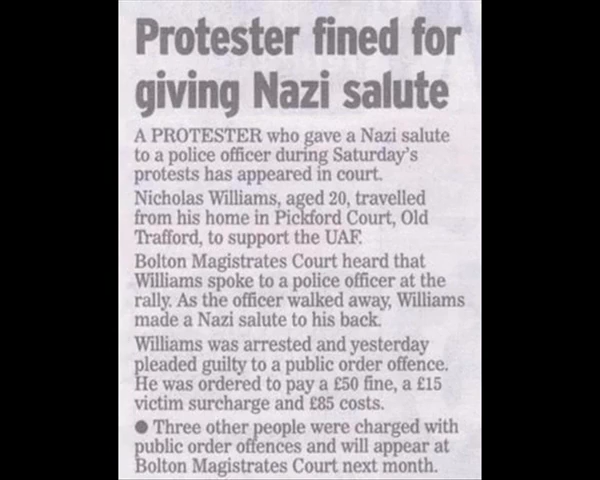 Protester fined for
giving Nazi salute
A PROTESTER who gave a Nazi salute
to a police officer during Saturday's
protests has appeared in court.
Nicholas Williams, aged 20, travelled
from his home in Pickford Court, Old
Trafford, to support the UAF.
Bolton Magistrates Court heard that
Williams spoke to a police officer at the
rally. As the officer walked away, Williams
made a Nazi salute to his back.
Williams was arrested and yesterday
pleaded guilty to a public order offence.
He was ordered to pay a £50 fine, a £15
victim surcharge and £85 costs.
● Three other people were charged with
public order offences and will appear at
Bolton Magistrates Court next month.